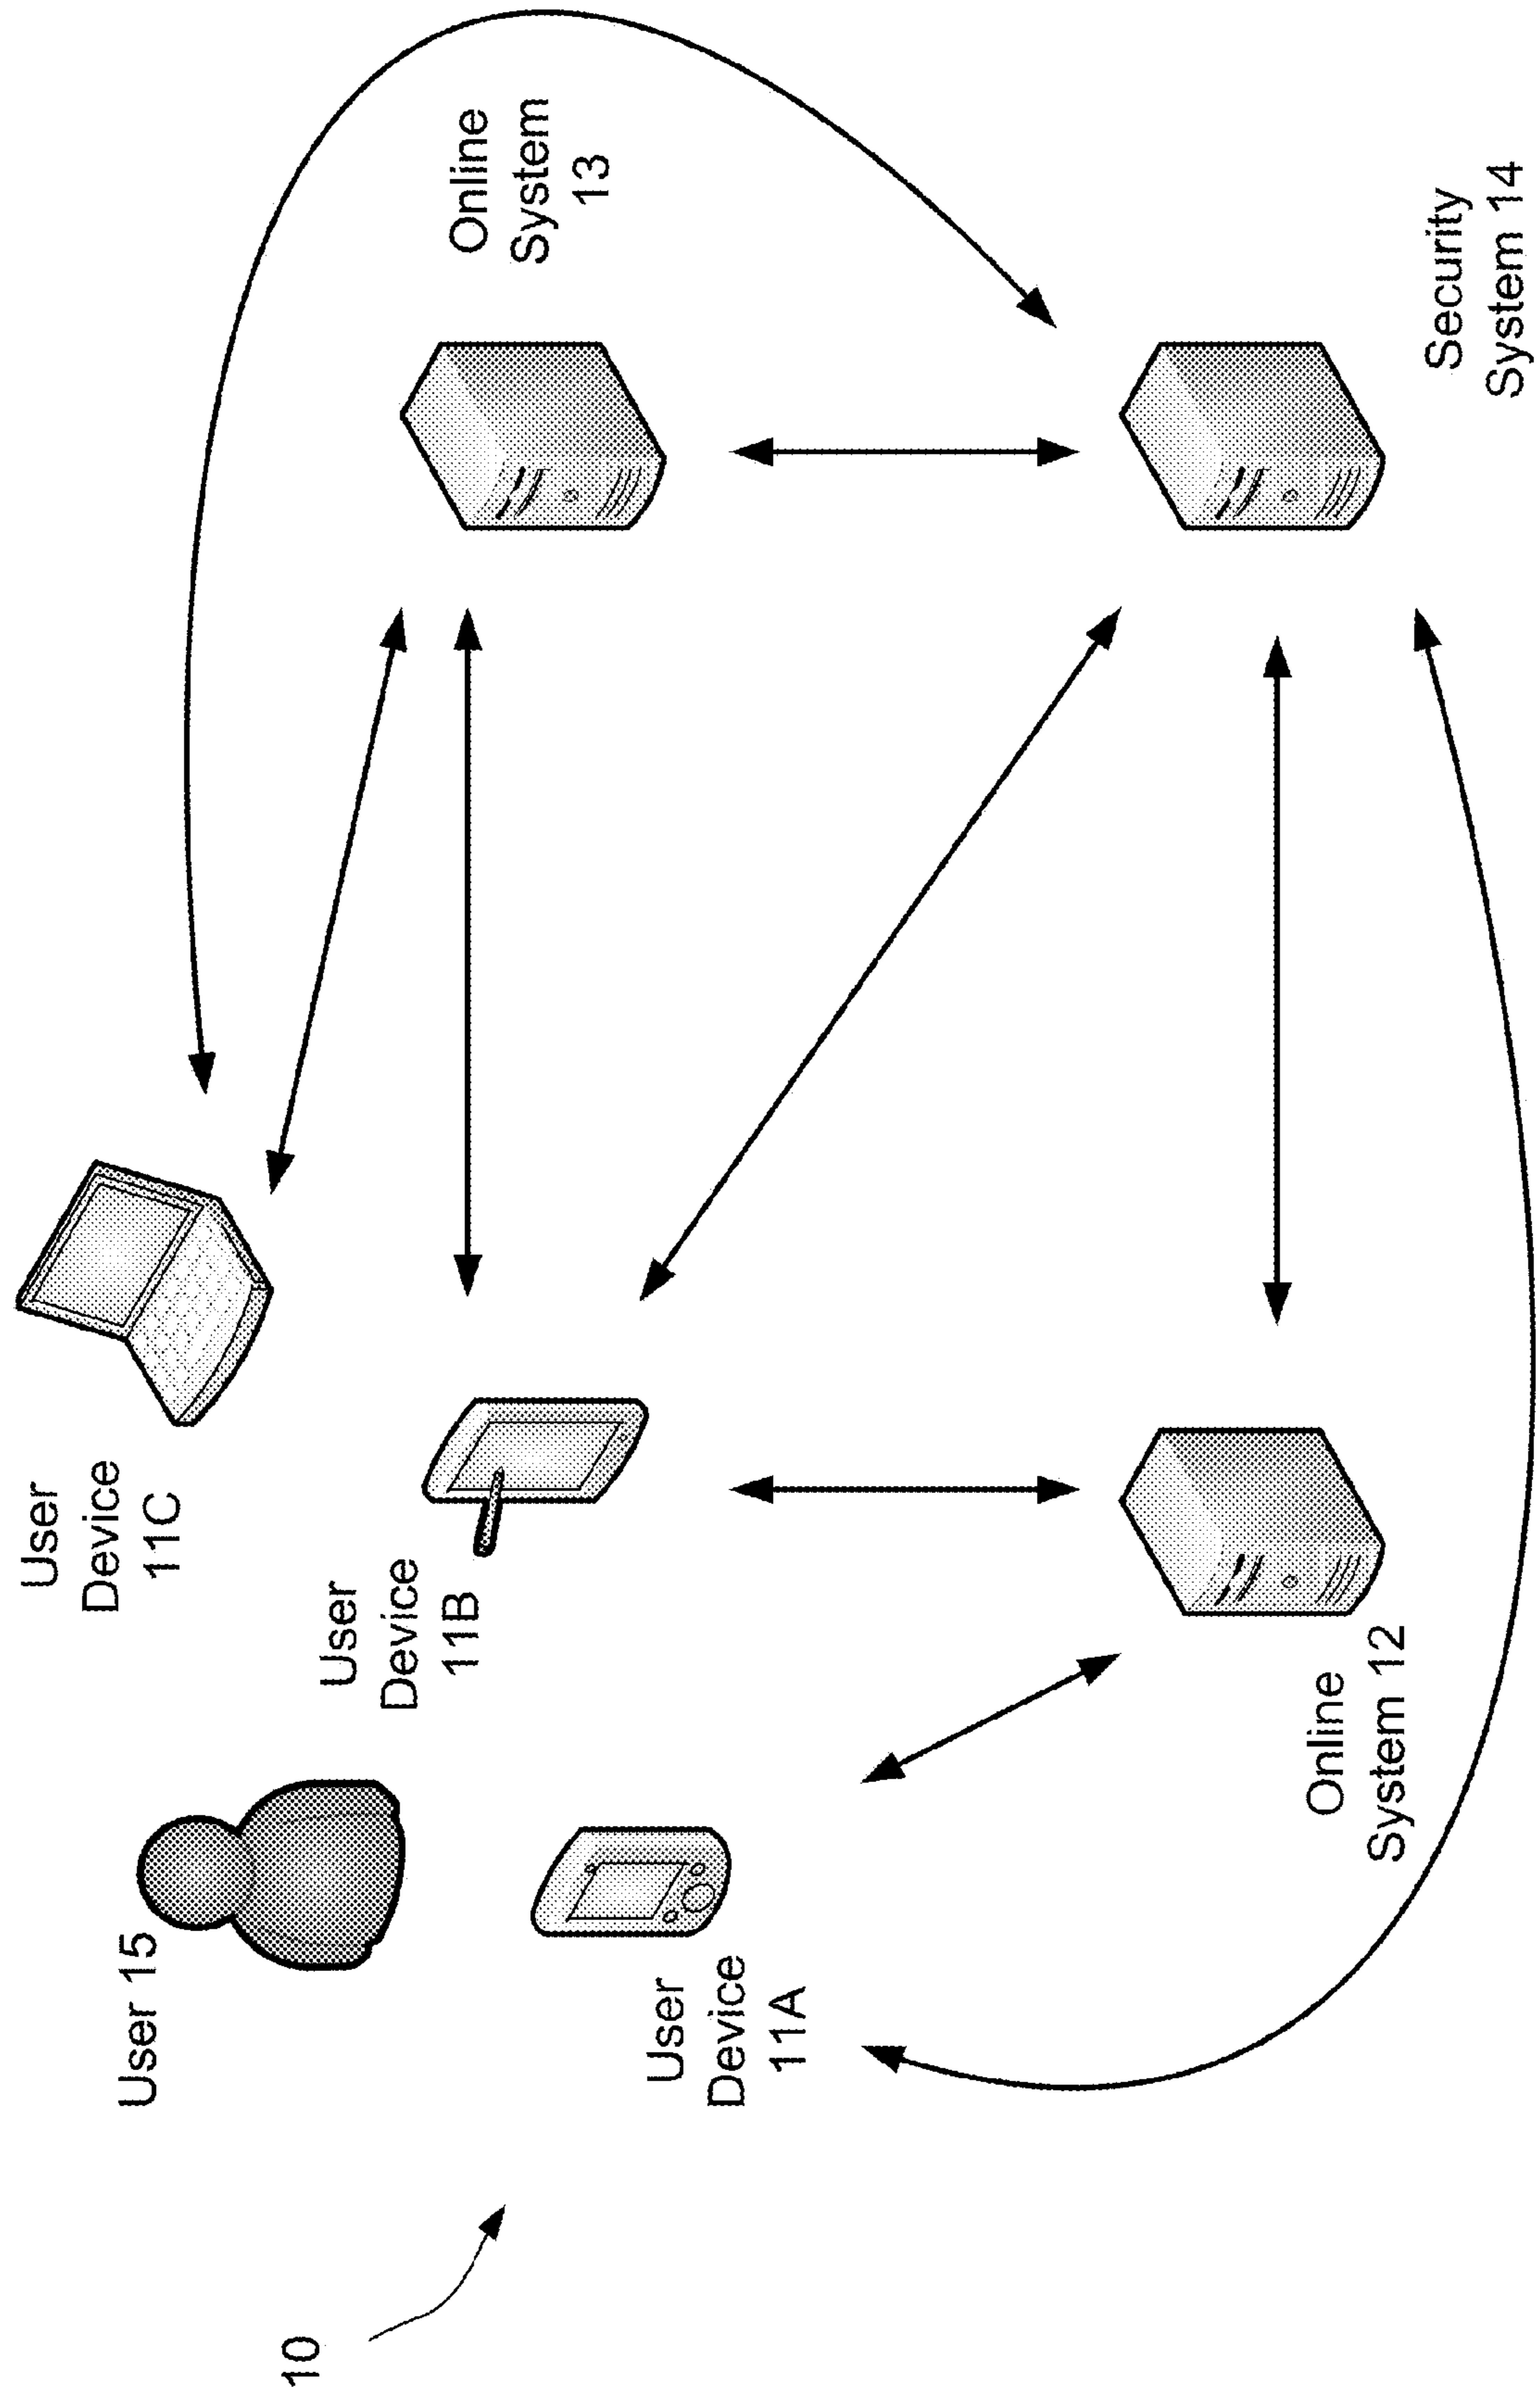 10
User 15
User
Device
11A
User
Device
11B
User
Device
11C
Online
System 12
Online
System
13
Security
System 14